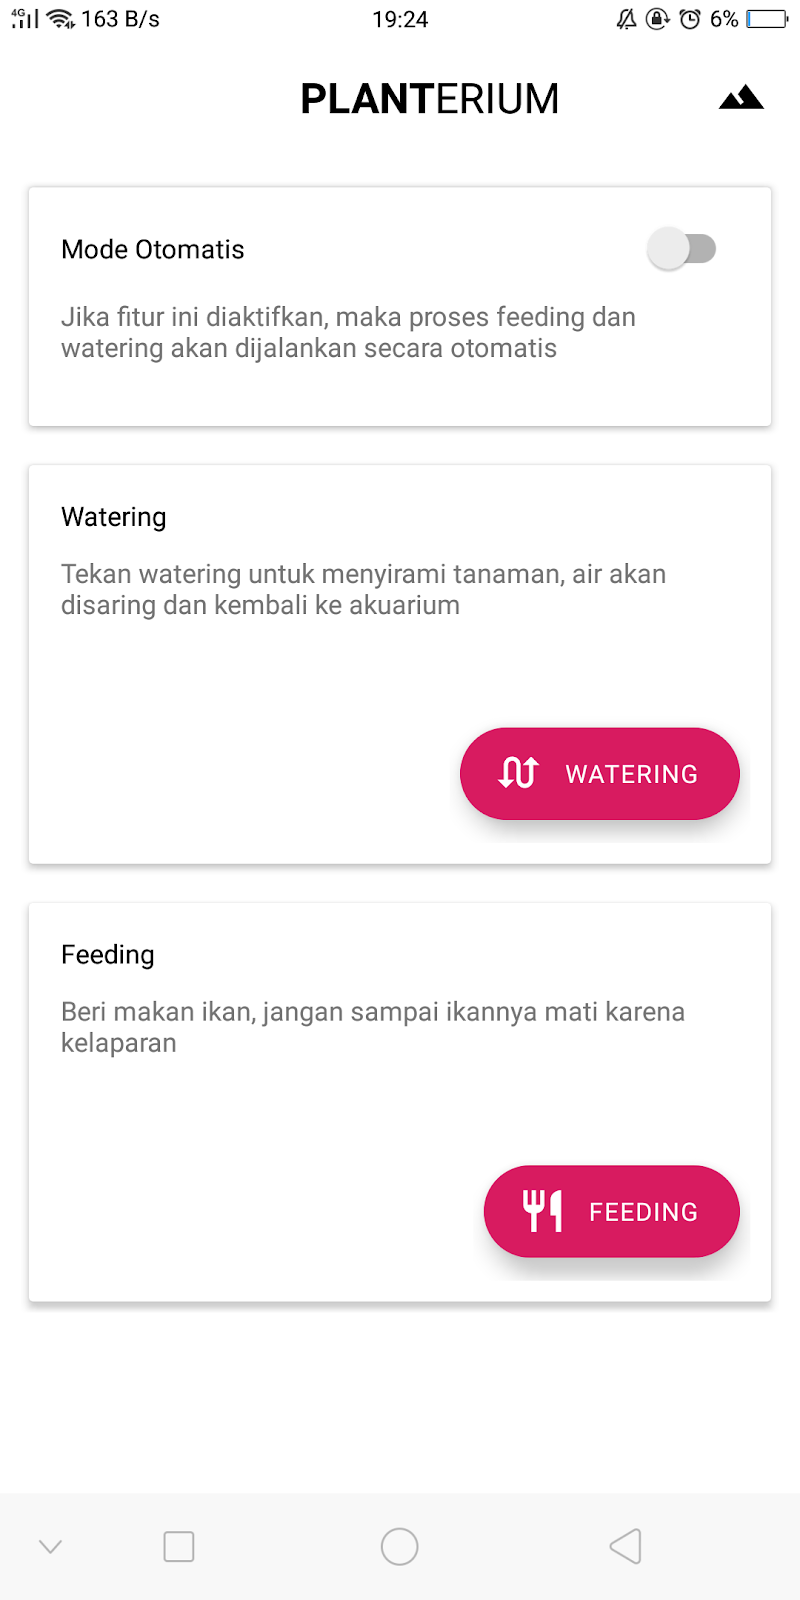 4G 163 B/s 19:24 6%
PLANTERIUM
Mode Otomatis
Jika fitur ini diaktifkan, maka proses feeding dan
watering akan dijalankan secara otomatis
Watering
Tekan watering untuk menyirami tanaman, air akan
disaring dan kembali ke akuarium
WATERING
Feeding
Beri makan ikan, jangan sampai ikannya mati karena
kelaparan
FEEDING